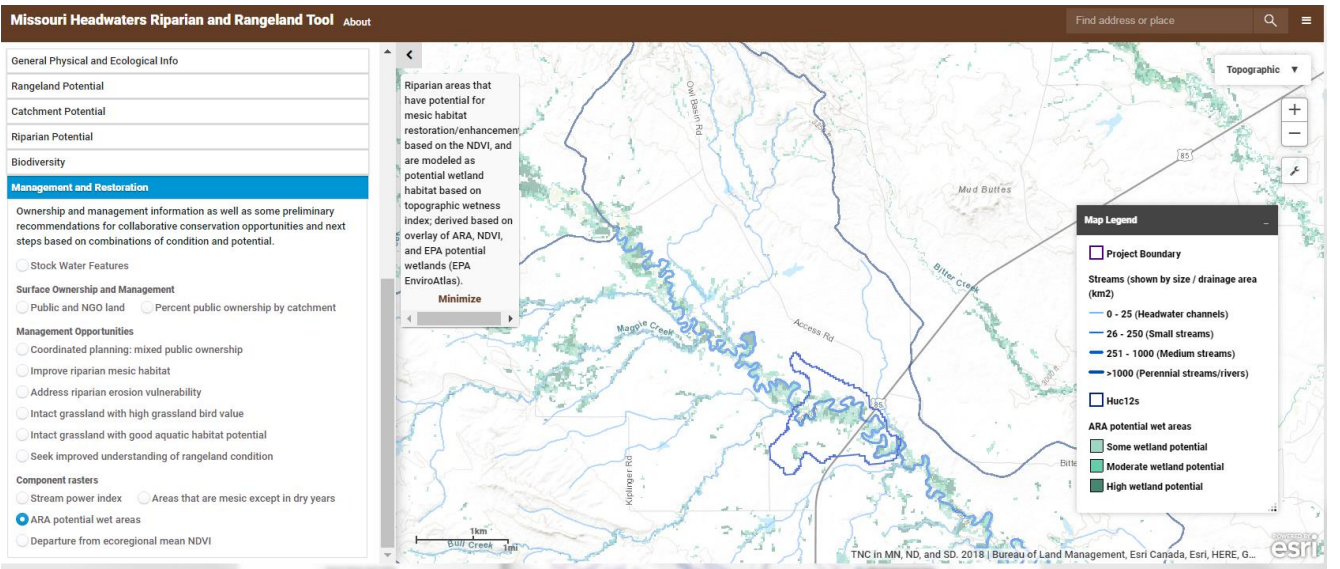 Missouri Headwaters Riparian and Rangeland Tool About
Find address or place
General Physical and Ecological Info
Rangeland Potential
Catchment Potential
Riparian Potential
Biodiversity
Management and Restoration
Ownership and management information as well as some preliminary
recommendations for collaborative conservation opportunities and next
steps based on combinations of condition and potential.
Stock Water Features
Surface Ownership and Management
Public and NGO land Percent public ownership by catchment
Management Opportunities
Coordinated planning: mixed public ownership
Improve riparian mesic habitat
Address riparian erosion vulnerability
Intact grassland with high grassland bird value
Intact grassland with good aquatic habitat potential
Seek improved understanding of rangeland condition
Component rasters
Stream power index Areas that are mesic except in dry years
ARA potential wet areas
Departure from ecoregional mean NDVI
Riparian areas that
have potential for
mesic habitat
restoration/enhancement
based on the NDVI, and
are modeled as
potential wetland
habitat based on
topographic wetness
index; derived based on
overlay of ARA, NDVI,
and EPA potential
wetlands (EPA
EnviroAtlas).
Minimize
Owl Basin Rd
Magpie Creek
Access Rd
Kiplinger Rd
Bull Creek
1km
1mi
Mud Buttes
Bitter Creek
85
85
Bitte
Topographic
+
−
Map Legend
Project Boundary
Streams (shown by size / drainage area
(km2)
0 - 25 (Headwater channels)
26 - 250 (Small streams)
251 - 1000 (Medium streams)
>1000 (Perennial streams/rivers)
Huc12s
ARA potential wet areas
Some wetland potential
Moderate wetland potential
High wetland potential
TNC in MN, ND, and SD. 2018 | Bureau of Land Management, Esri Canada, Esri, HERE, G...
POWERED BY
esri